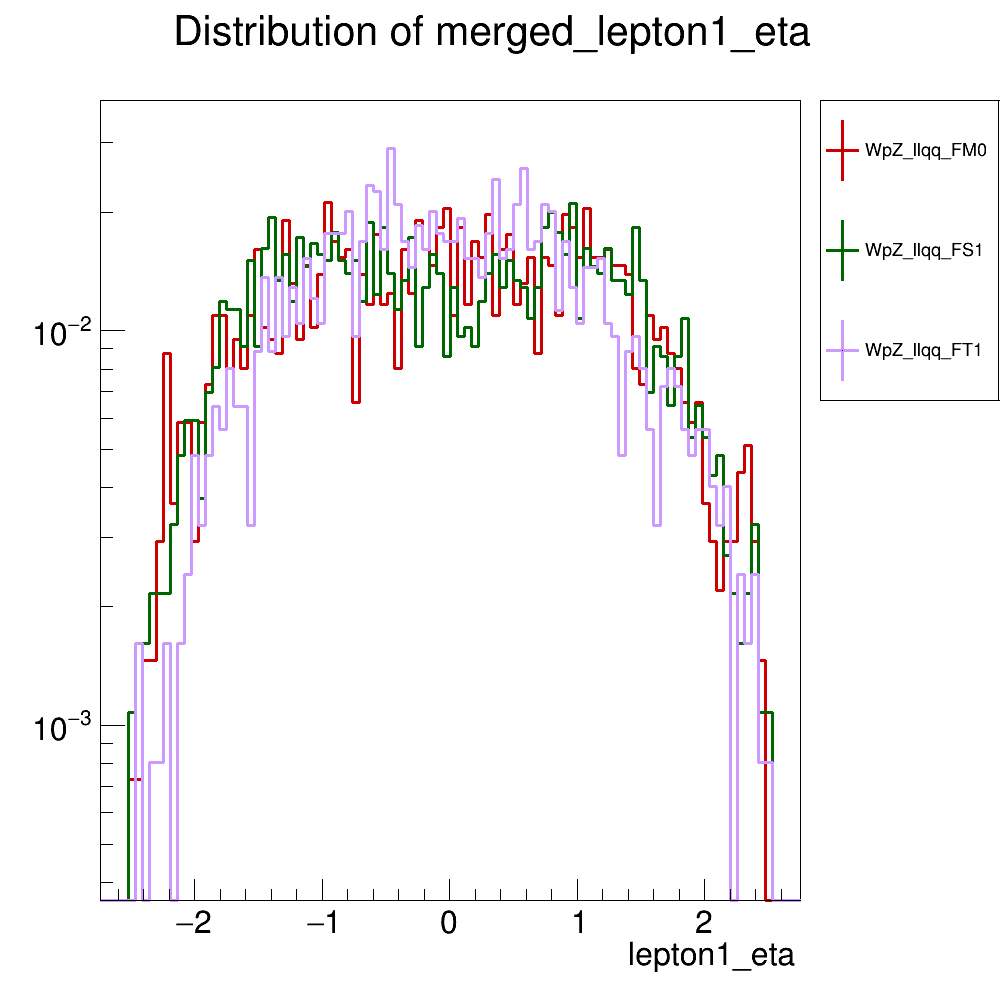 Distribution of merged_lepton1_eta
WpZ_llqq_FM0
WpZ_llqq_FS1
WpZ_llqq_FT1
10−2
10−3
−2 −1 0 1 2
lepton1_eta